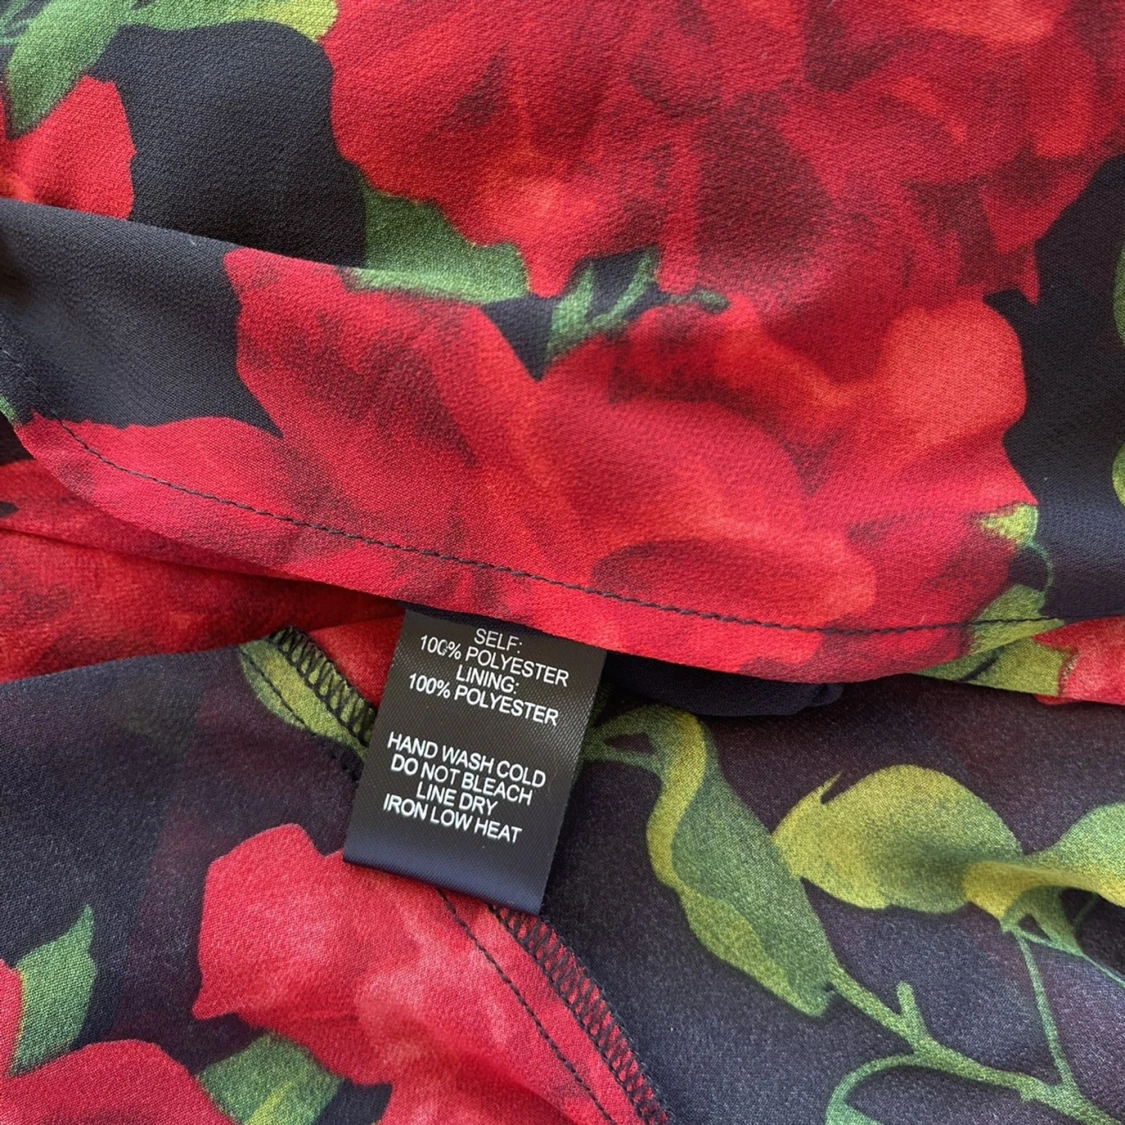 SELF:
100% POLYESTER
LINING:
100% POLYESTER
HAND WASH COLD
DO NOT BLEACH
LINE DRY
IRON LOW HEAT